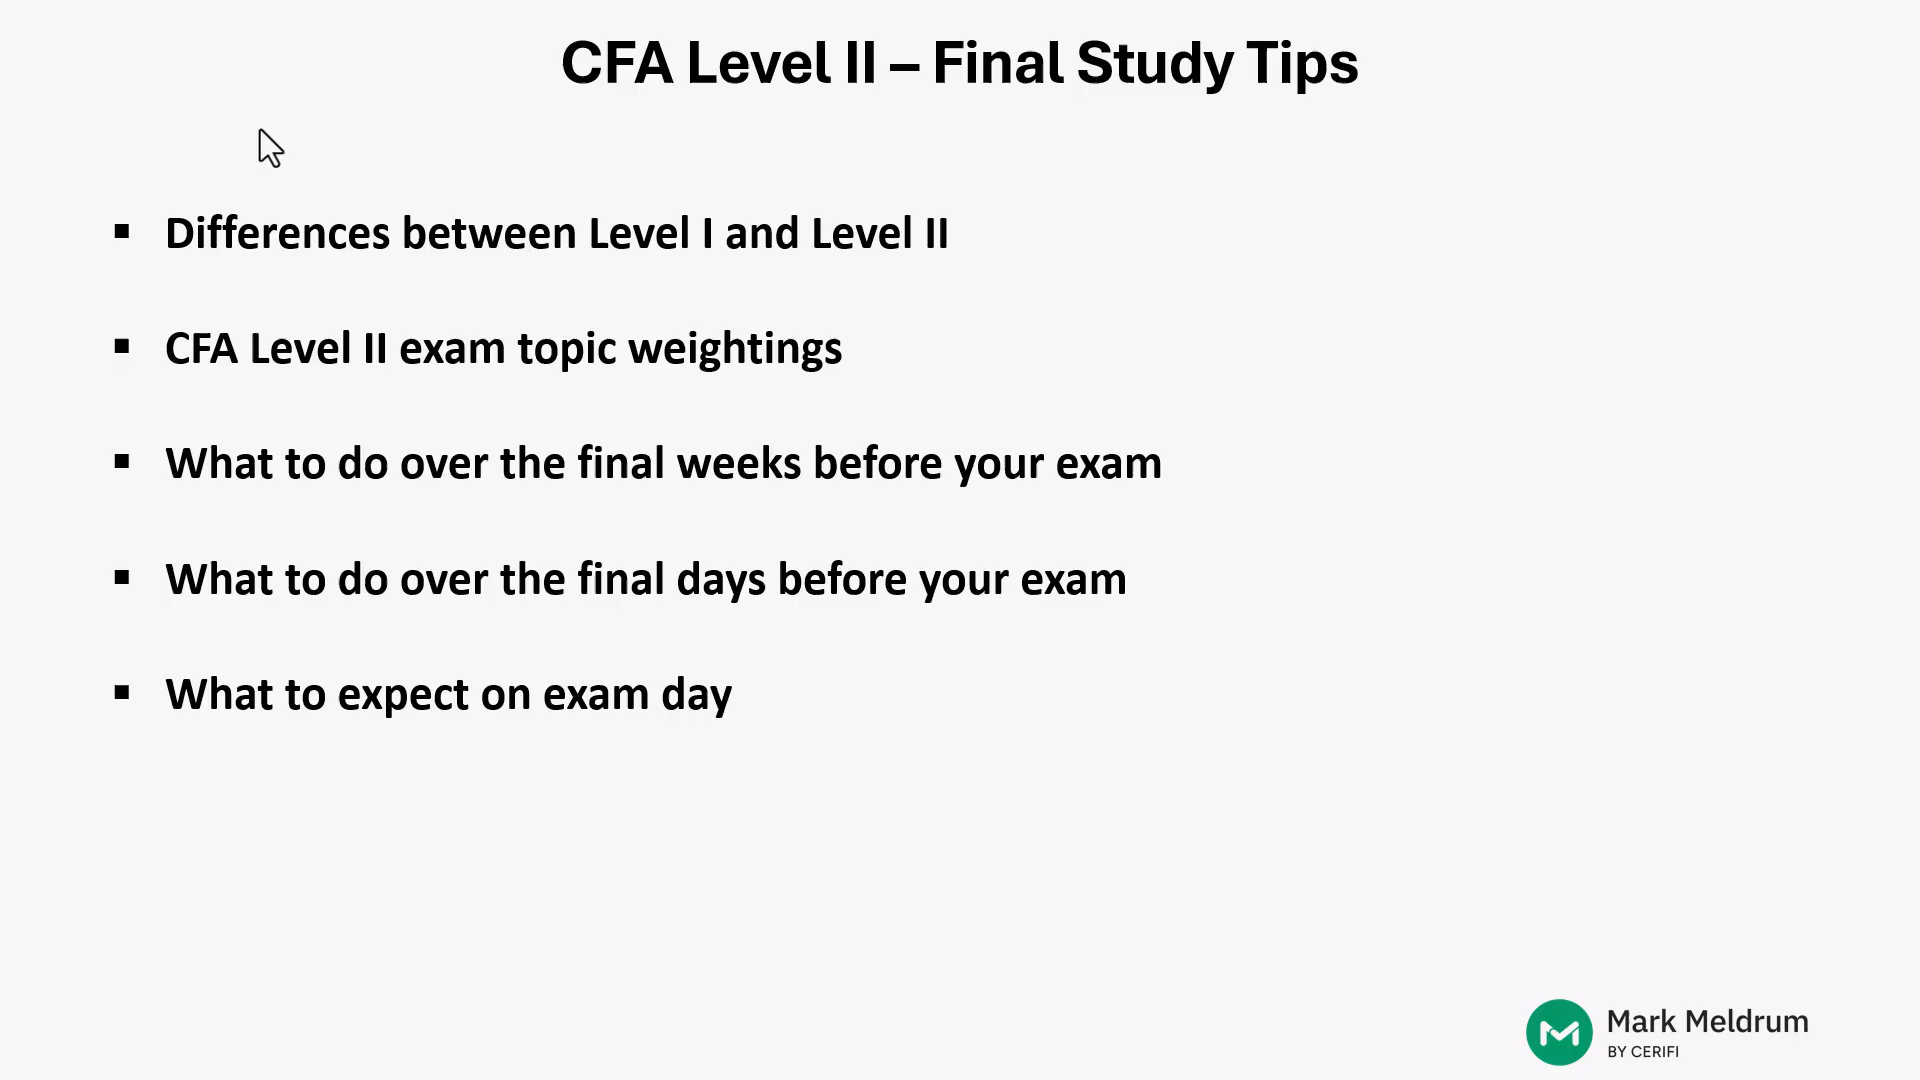 CFA Level II – Final Study Tips
▪ Differences between Level I and Level II
▪ CFA Level II exam topic weightings
▪ What to do over the final weeks before your exam
▪ What to do over the final days before your exam
▪ What to expect on exam day
Mark Meldrum
BY CERIFI